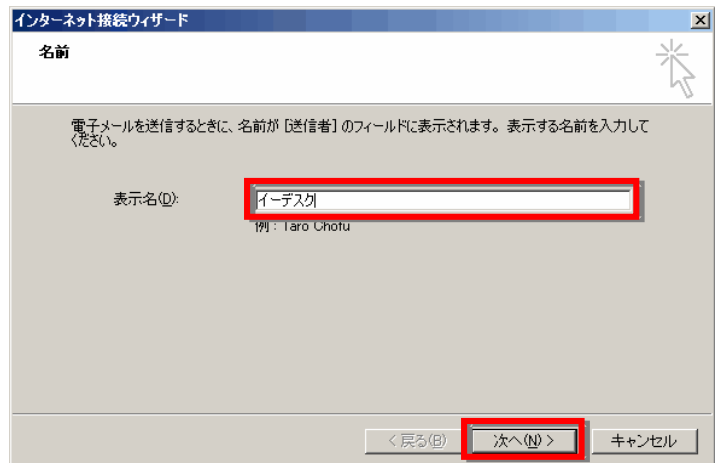 インターネット接続ウィザード
名前
電子メールを送信するときに、名前が [送信者] のフィールドに表示されます。表示する名前を入力して
ください。
表示名(D):
イーデスク
例 : Taro Chofu
< 戻る(B)
次へ(N) >
キャンセル